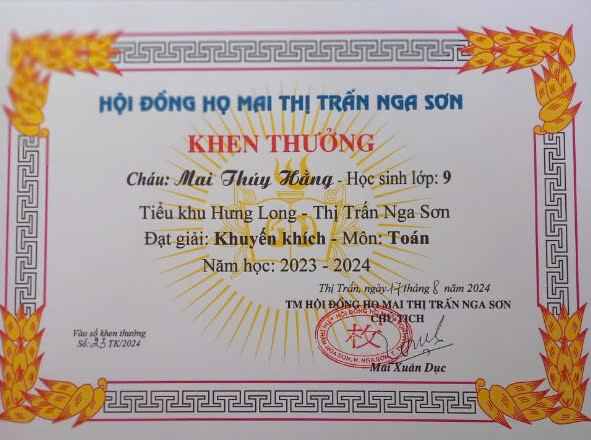 HỘI ĐỒNG HỌ MAI THỊ TRẤN NGA SƠN
KHEN THƯỞNG
Cháu: Mai Thúy Hằng - Học sinh lớp: 9
Tiểu khu Hưng Long - Thị Trấn Nga Sơn
Đạt giải: Khuyến khích - Môn: Toán
Năm học: 2023 - 2024
Thị Trấn, ngày 17 tháng 8 năm 2024
TM HỘI ĐỒNG HỌ MAI THỊ TRẤN NGA SƠN
CHỦ TỊCH
Vào sổ khen thưởng
Số: 23 TK/2024
Mai Xuân Dục